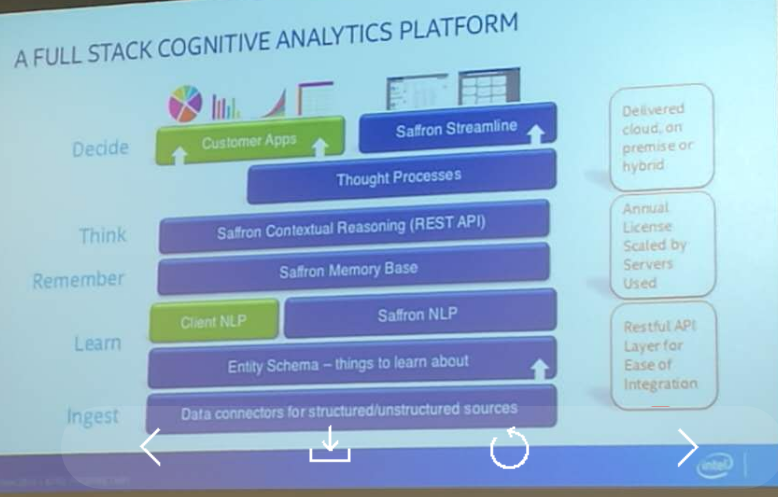 A FULL STACK COGNITIVE ANALYTICS PLATFORM
Decide
Customer Apps
Saffron Streamline
Thought Processes
Think
Saffron Contextual Reasoning (REST API)
Remember
Saffron Memory Base
Learn
Client NLP
Saffron NLP
Entity Schema – things to learn about
Ingest
Data connectors for structured/unstructured sources
Delivered
cloud, on
premise or
hybrid
Annual
License
Scaled by
Servers
Used
Restful API
Layer for
Ease of
Integration
intel